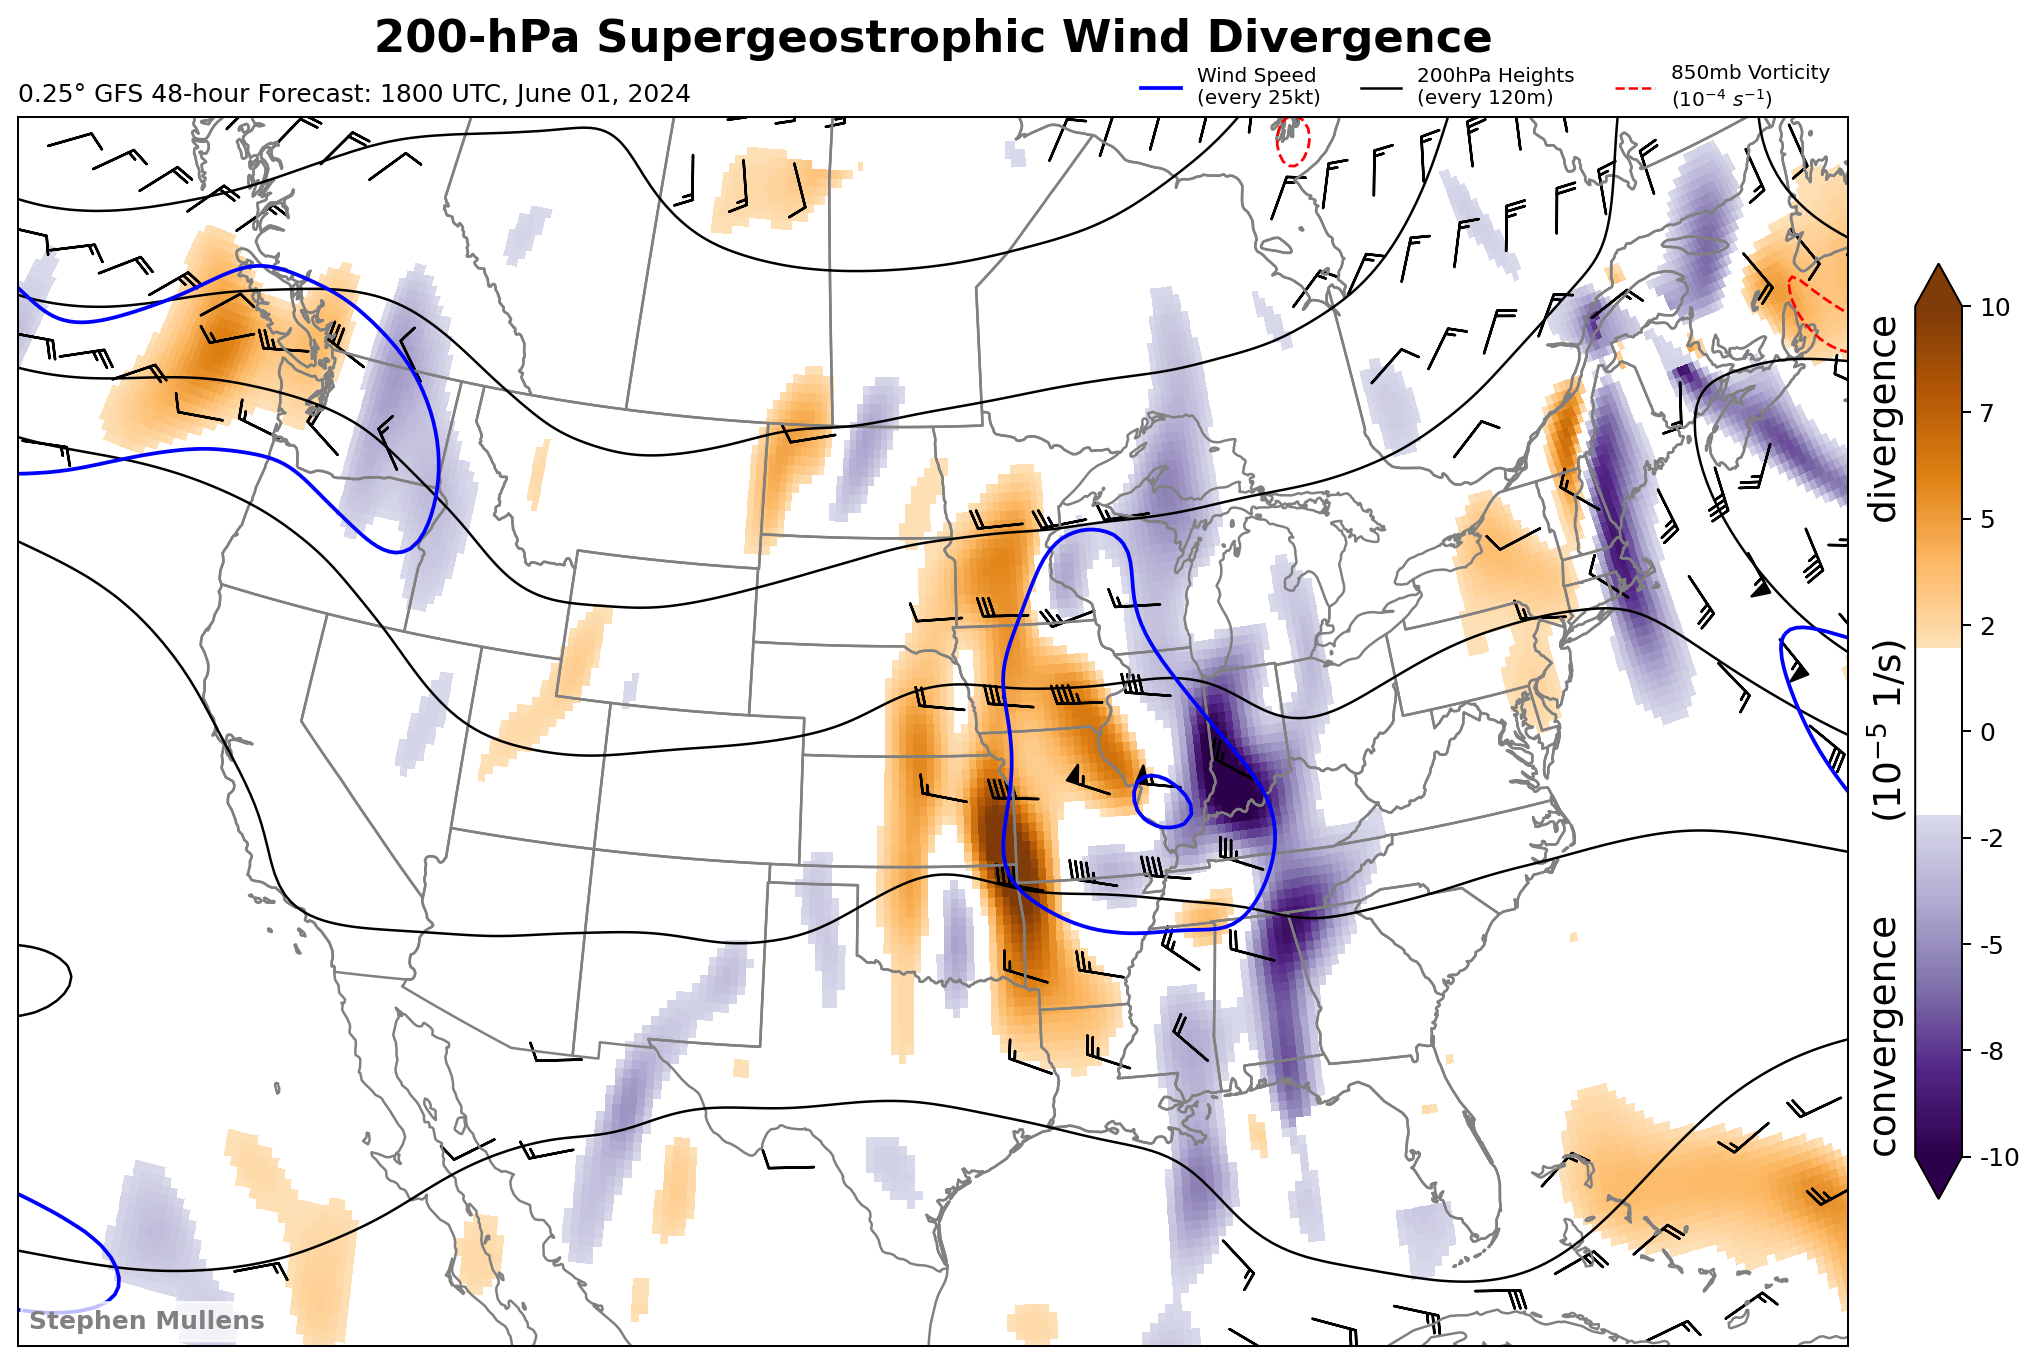 200-hPa Supergeostrophic Wind Divergence
0.25° GFS 48-hour Forecast: 1800 UTC, June 01, 2024
Wind Speed
(every 25kt)
200hPa Heights
(every 120m)
850mb Vorticity
(10⁻⁴ s⁻¹)
divergence
(10⁻⁵ 1/s)
convergence
10
7
5
2
0
-2
-5
-8
-10
Stephen Mullens